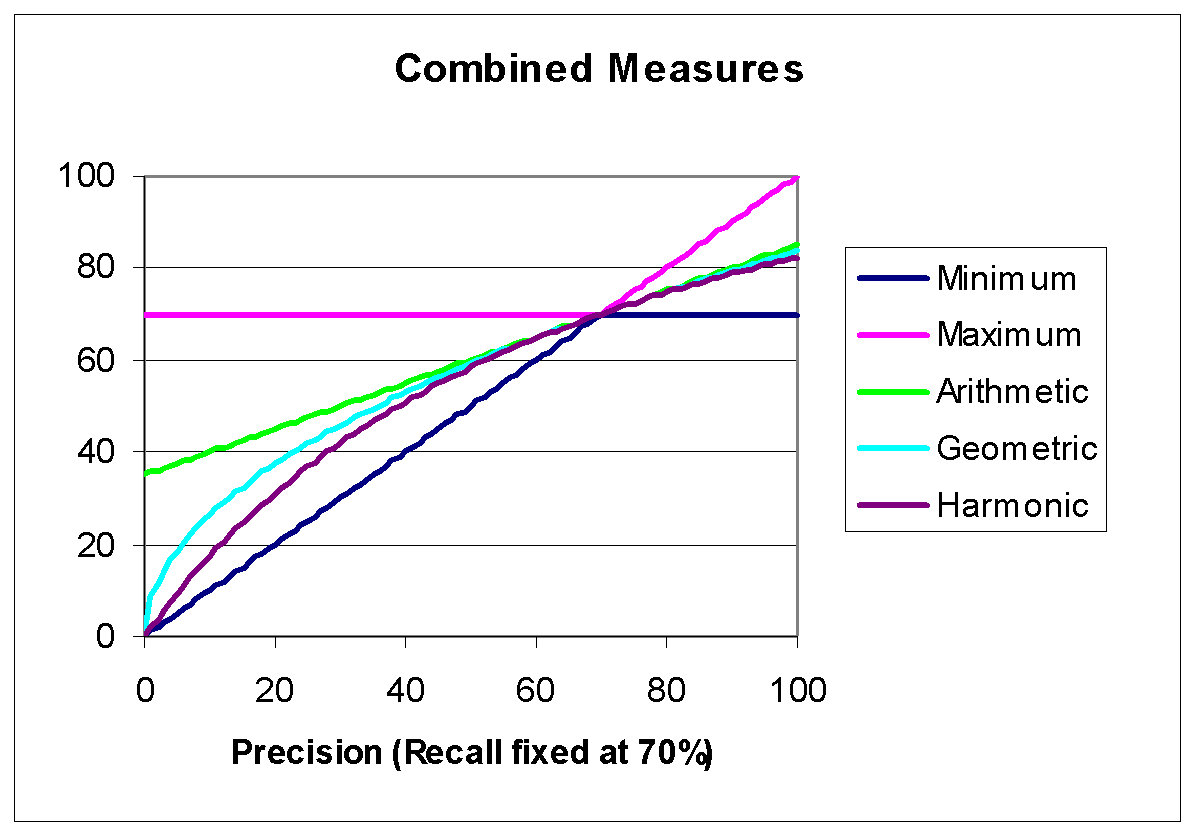 Combined Measures
100
80
60
40
20
0
0 20 40 60 80 100
Precision (Recall fixed at 70%)
Minimum
Maximum
Arithmetic
Geometric
Harmonic